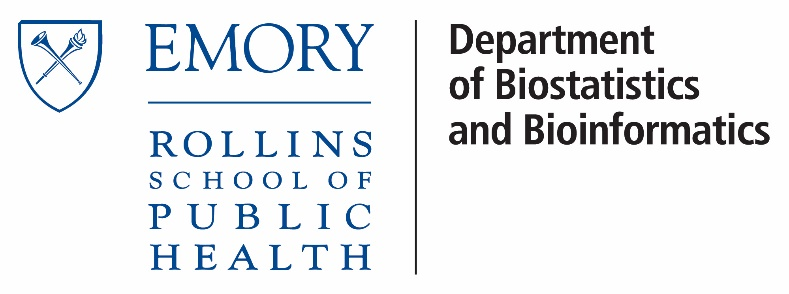 EMORY
ROLLINS
SCHOOL OF
PUBLIC
HEALTH
Department
of Biostatistics
and Bioinformatics